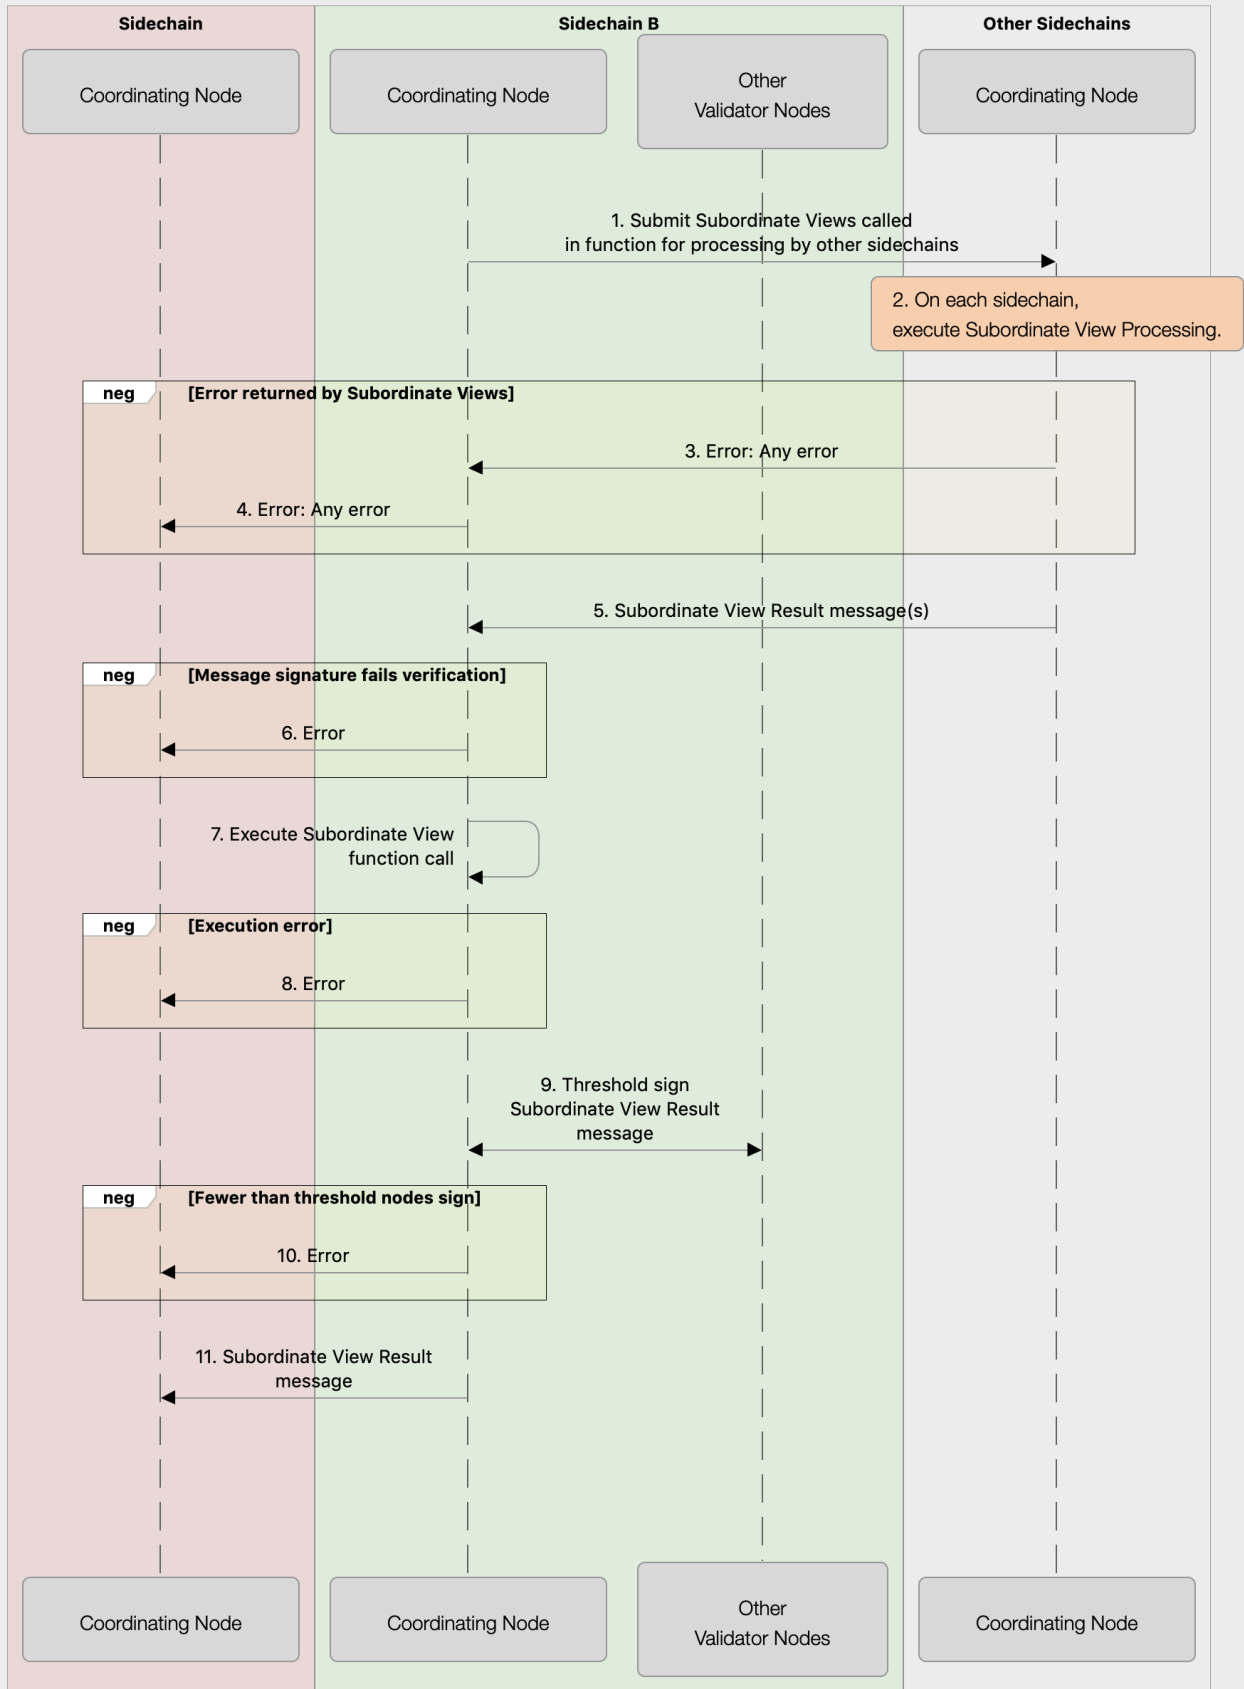 Sidechain
Sidechain B
Other Sidechains
Coordinating Node
Coordinating Node
Other
Validator Nodes
Coordinating Node
1. Submit Subordinate Views called
in function for processing by other sidechains
2. On each sidechain,
execute Subordinate View Processing.
neg
[Error returned by Subordinate Views]
3. Error: Any error
4. Error: Any error
5. Subordinate View Result message(s)
neg
[Message signature fails verification]
6. Error
7. Execute Subordinate View
function call
neg
[Execution error]
8. Error
9. Threshold sign
Subordinate View Result
message
neg
[Fewer than threshold nodes sign]
10. Error
11. Subordinate View Result
message
Coordinating Node
Coordinating Node
Other
Validator Nodes
Coordinating Node